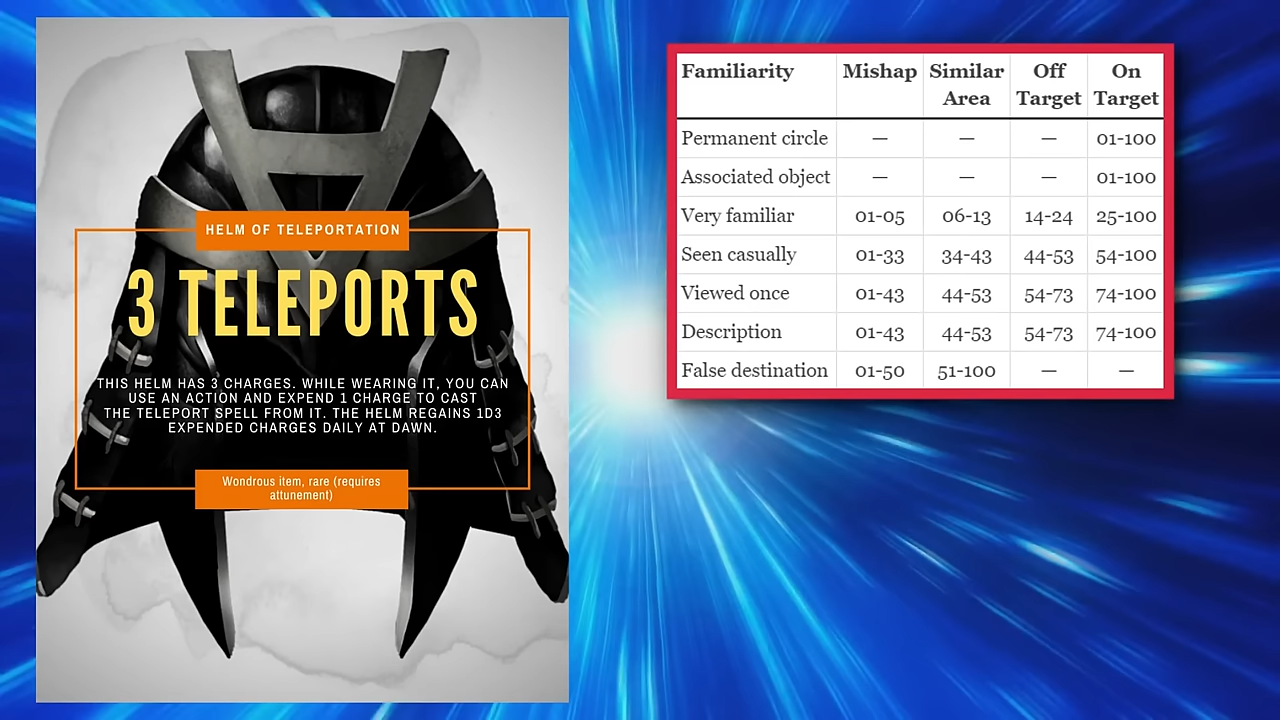 HELM OF TELEPORTATION
3 TELEPORTS
THIS HELM HAS 3 CHARGES. WHILE WEARING IT, YOU CAN
USE AN ACTION AND EXPEND 1 CHARGE TO CAST
THE TELEPORT SPELL FROM IT. THE HELM REGAINS 1D3
EXPENDED CHARGES DAILY AT DAWN.
Wondrous item, rare (requires
attunement)
Familiarity Mishap Similar Area Off Target On Target
Permanent circle — — — 01-100
Associated object — — — 01-100
Very familiar 01-05 06-13 14-24 25-100
Seen casually 01-33 34-43 44-53 54-100
Viewed once 01-43 44-53 54-73 74-100
Description 01-43 44-53 54-73 74-100
False destination 01-50 51-100 — —